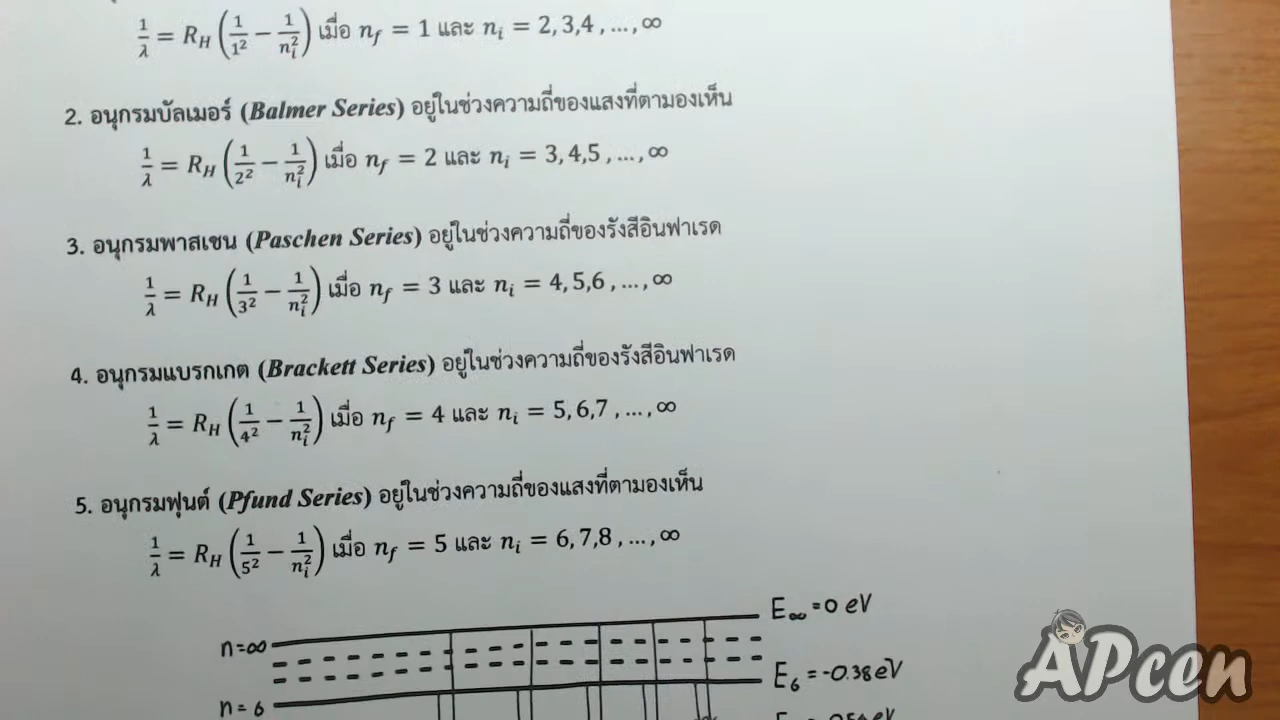 1/λ = R_H (1/1² − 1/n_i²) เมื่อ n_f = 1 และ n_i = 2,3,4 ,…,∞
2. อนุกรมบัลเมอร์ (Balmer Series) อยู่ในช่วงความถี่ของแสงที่ตามองเห็น
1/λ = R_H (1/2² − 1/n_i²) เมื่อ n_f = 2 และ n_i = 3,4,5 ,…,∞
3. อนุกรมพาสเชน (Paschen Series) อยู่ในช่วงความถี่ของรังสีอินฟาเรด
1/λ = R_H (1/3² − 1/n_i²) เมื่อ n_f = 3 และ n_i = 4,5,6 ,…,∞
4. อนุกรมแบรกเกต (Brackett Series) อยู่ในช่วงความถี่ของรังสีอินฟาเรด
1/λ = R_H (1/4² − 1/n_i²) เมื่อ n_f = 4 และ n_i = 5,6,7 ,…,∞
5. อนุกรมฟุนต์ (Pfund Series) อยู่ในช่วงความถี่ของแสงที่ตามองเห็น
1/λ = R_H (1/5² − 1/n_i²) เมื่อ n_f = 5 และ n_i = 6,7,8 ,…,∞
E∞ = 0 eV
n=∞
E₆ = -0.38 eV
n = 6
APcen